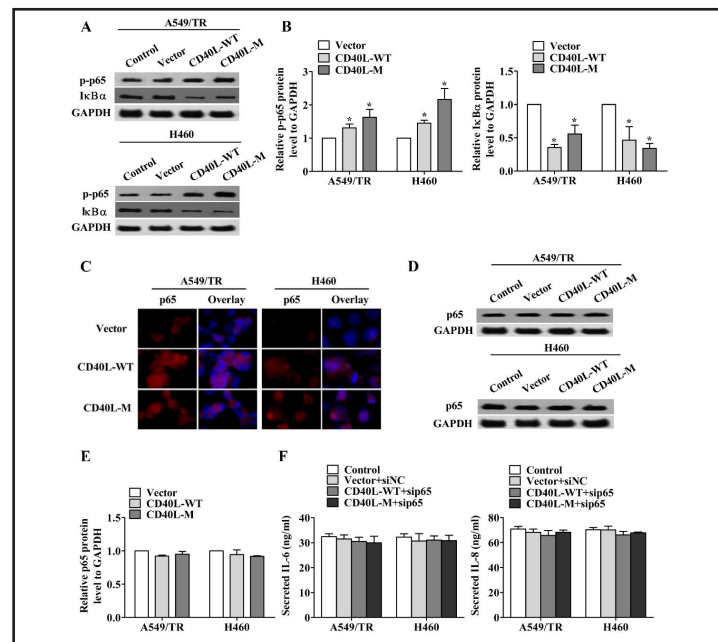 A
A549/TR
Control Vector CD40L-WT CD40L-M
p-p65
IκBα
GAPDH
H460
Control Vector CD40L-WT CD40L-M
p-p65
IκBα
GAPDH
B
Vector
CD40L-WT
CD40L-M
Relative p-p65 protein
level to GAPDH
3
2
1
0
* * * *
A549/TR H460
Vector
CD40L-WT
CD40L-M
Relative IκBα protein
level to GAPDH
1.5
1.0
0.5
0.0
* * * *
A549/TR H460
C
A549/TR H460
p65 Overlay p65 Overlay
Vector
CD40L-WT
CD40L-M
D
A549/TR
Control Vector CD40L-WT CD40L-M
p65
GAPDH
H460
Control Vector CD40L-WT CD40L-M
p65
GAPDH
E
Vector
CD40L-WT
CD40L-M
Relative p65 protein
level to GAPDH
1.5
1.0
0.5
0.0
A549/TR H460
F
Control
Vector+siNC
CD40L-WT+sip65
CD40L-M+sip65
Secreted IL-6 (ng/ml)
40
30
20
10
0
A549/TR H460
Control
Vector+siNC
CD40L-WT+sip65
CD40L-M+sip65
Secreted IL-8 (ng/ml)
80
60
40
20
0
A549/TR H460